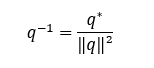 q⁻¹ = q* / ‖q‖²